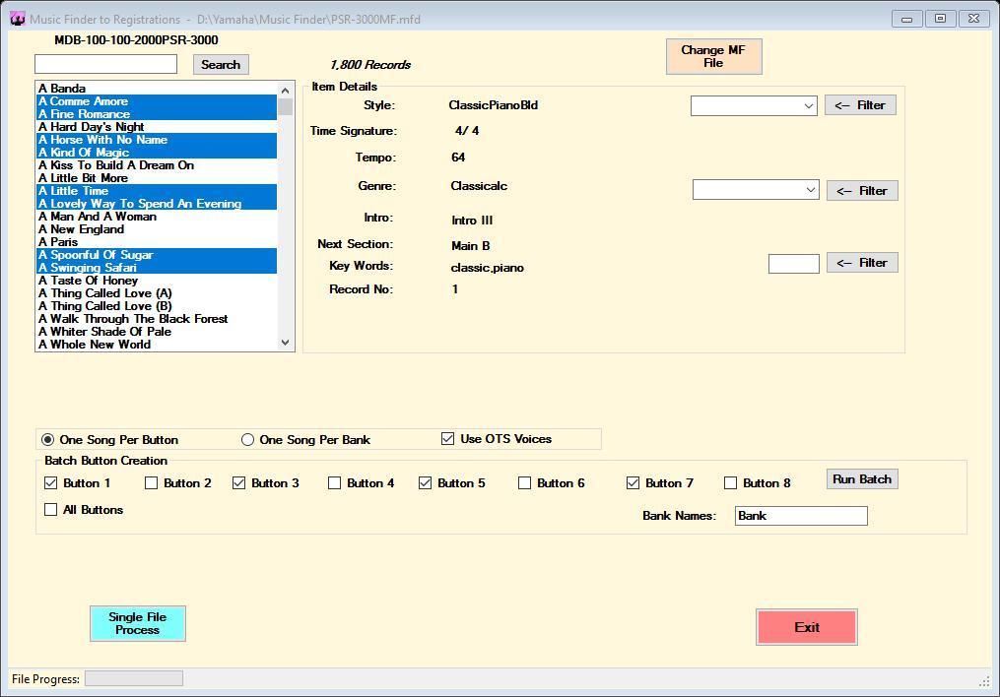 Music Finder to Registrations - D:\Yamaha\Music Finder\PSR-3000MF.mfd
MDB-100-100-2000PSR-3000
Search
1,800 Records
Change MF
File
A Banda
A Comme Amore
A Fine Romance
A Hard Day's Night
A Horse With No Name
A Kind Of Magic
A Kiss To Build A Dream On
A Little Bit More
A Little Time
A Lovely Way To Spend An Evening
A Man And A Woman
A New England
A Paris
A Spoonful Of Sugar
A Swinging Safari
A Taste Of Honey
A Thing Called Love (A)
A Thing Called Love (B)
A Walk Through The Black Forest
A Whiter Shade Of Pale
A Whole New World
Item Details
Style: ClassicPianoBld <-- Filter
Time Signature: 4/ 4
Tempo: 64
Genre: Classicalc <-- Filter
Intro: Intro III
Next Section: Main B
Key Words: classic,piano <-- Filter
Record No: 1
One Song Per Button One Song Per Bank Use OTS Voices
Batch Button Creation
Button 1 Button 2 Button 3 Button 4 Button 5 Button 6 Button 7 Button 8 Run Batch
All Buttons Bank Names: Bank
Single File
Process
Exit
File Progress: